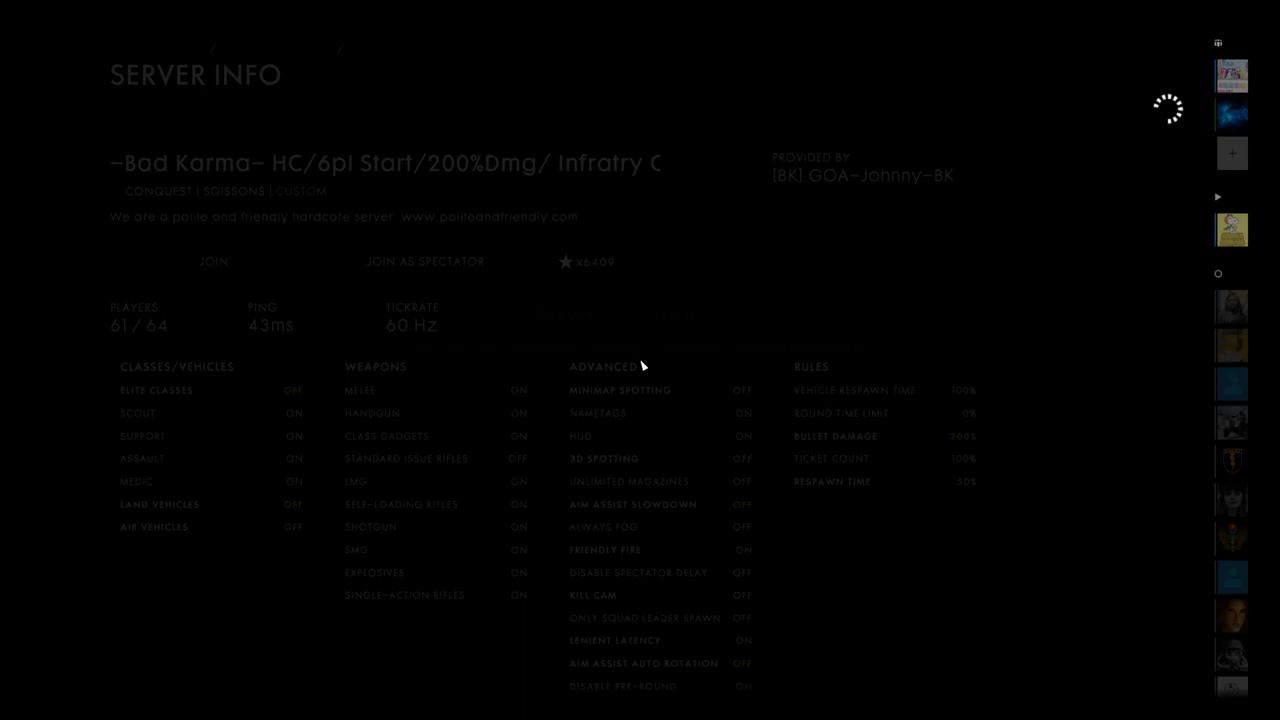 SERVER INFO
-Bad Karma- HC/6pl Start/200%Dmg/ Infratry C
CONQUEST | SOISSONS | CUSTOM
We are a polite and friendly hardcore server. www.politeandfriendly.com
PROVIDED BY
[BK] GOA-Johnny-BK
JOIN
JOIN AS SPECTATOR
★x6409
PLAYERS
61 / 64
PING
43ms
TICKRATE
60 Hz
CLASSES/VEHICLES
ELITE CLASSES OFF
SCOUT ON
SUPPORT ON
ASSAULT ON
MEDIC ON
LAND VEHICLES OFF
AIR VEHICLES OFF
WEAPONS
MELEE ON
HANDGUN ON
CLASS GADGETS ON
STANDARD ISSUE RIFLES OFF
LMG ON
SELF-LOADING RIFLES ON
SHOTGUN ON
SMG ON
EXPLOSIVES ON
SINGLE-ACTION RIFLES ON
ADVANCED
MINIMAP SPOTTING OFF
NAMETAGS ON
HUD ON
3D SPOTTING OFF
UNLIMITED MAGAZINES OFF
AIM ASSIST SLOWDOWN OFF
ALWAYS FOG OFF
FRIENDLY FIRE ON
DISABLE SPECTATOR DELAY OFF
KILL CAM OFF
ONLY SQUAD LEADER SPAWN OFF
LENIENT LATENCY ON
AIM ASSIST AUTO ROTATION OFF
DISABLE PRE-ROUND ON
RULES
VEHICLE RESPAWN TIME 100%
ROUND TIME LIMIT 0%
BULLET DAMAGE 200%
TICKET COUNT 100%
RESPAWN TIME 50%